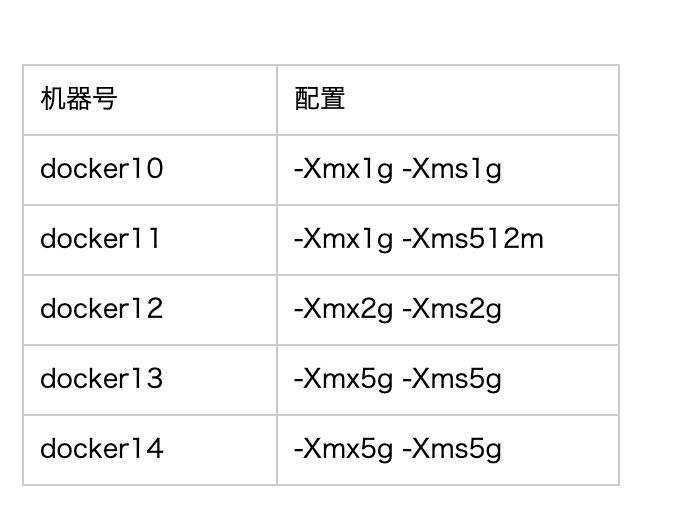 机器号 配置
docker10 -Xmx1g -Xms1g
docker11 -Xmx1g -Xms512m
docker12 -Xmx2g -Xms2g
docker13 -Xmx5g -Xms5g
docker14 -Xmx5g -Xms5g